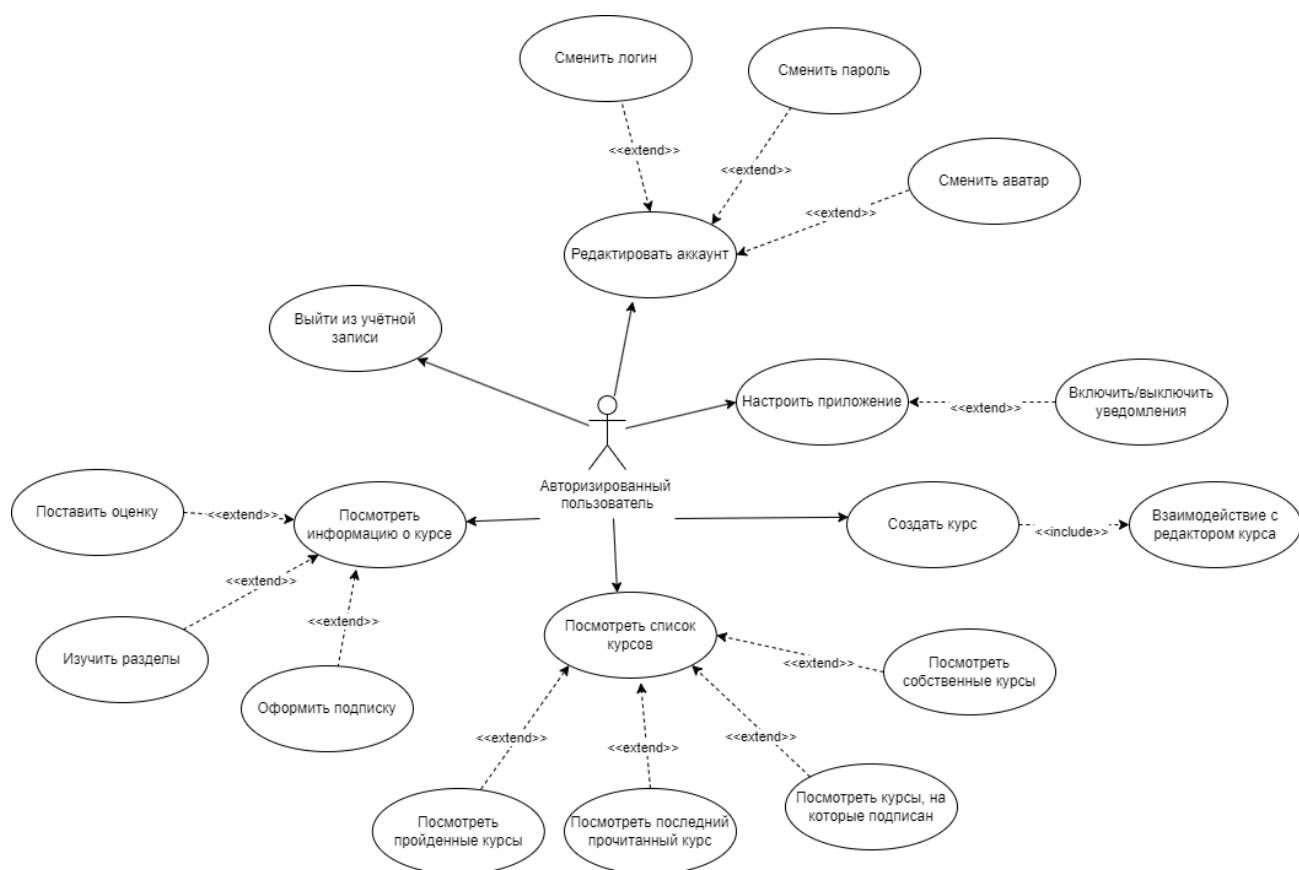 Сменить логин
Сменить пароль
<<extend>>
<<extend>>
Сменить аватар
<<extend>>
Редактировать аккаунт
Выйти из учётной
записи
Настроить приложение
<<extend>>
Включить/выключить
уведомления
Авторизированный
пользователь
Поставить оценку
<<extend>>
Посмотреть
информацию о курсе
Создать курс
<<include>>
Взаимодействие с
редактором курса
<<extend>>
<<extend>>
Изучить разделы
Оформить подписку
Посмотреть список
курсов
<<extend>>
Посмотреть
собственные курсы
<<extend>>
<<extend>>
<<extend>>
Посмотреть
пройденные курсы
Посмотреть последний
прочитанный курс
Посмотреть курсы, на
которые подписан